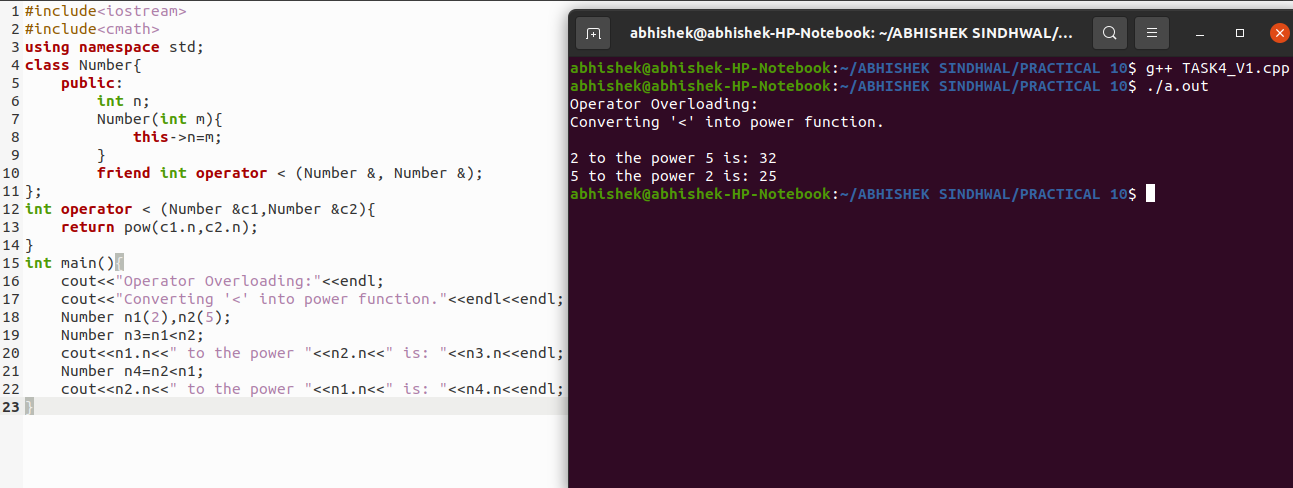 1 #include<iostream>
2 #include<cmath>
3 using namespace std;
4 class Number{
5     public:
6         int n;
7         Number(int m){
8             this->n=m;
9         }
10         friend int operator < (Number &, Number &);
11 };
12 int operator < (Number &c1,Number &c2){
13     return pow(c1.n,c2.n);
14 }
15 int main(){
16     cout<<"Operator Overloading:"<<endl;
17     cout<<"Converting '<' into power function."<<endl<<endl;
18     Number n1(2),n2(5);
19     Number n3=n1<n2;
20     cout<<n1.n<<" to the power "<<n2.n<<" is: "<<n3.n<<endl;
21     Number n4=n2<n1;
22     cout<<n2.n<<" to the power "<<n1.n<<" is: "<<n4.n<<endl;
23 }
abhishek@abhishek-HP-Notebook: ~/ABHISHEK SINDHWAL/...
abhishek@abhishek-HP-Notebook:~/ABHISHEK SINDHWAL/PRACTICAL 10$ g++ TASK4_V1.cpp
abhishek@abhishek-HP-Notebook:~/ABHISHEK SINDHWAL/PRACTICAL 10$ ./a.out
Operator Overloading:
Converting '<' into power function.
2 to the power 5 is: 32
5 to the power 2 is: 25
abhishek@abhishek-HP-Notebook:~/ABHISHEK SINDHWAL/PRACTICAL 10$